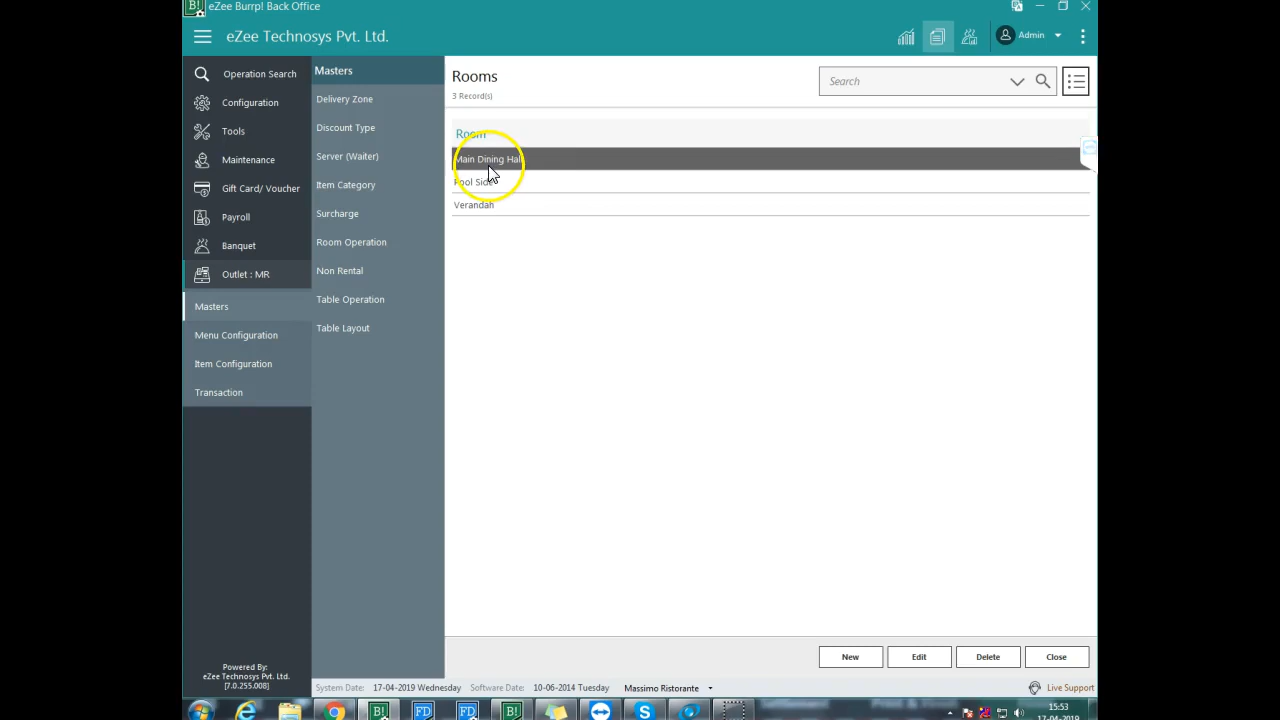 eZee Burrp! Back Office
eZee Technosys Pvt. Ltd.
Admin
Operation Search
Configuration
Tools
Maintenance
Gift Card/ Voucher
Payroll
Banquet
Outlet : MR
Masters
Menu Configuration
Item Configuration
Transaction
Powered By:
eZee Technosys Pvt. Ltd.
[7.0.255.008]
Masters
Delivery Zone
Discount Type
Server (Waiter)
Item Category
Surcharge
Room Operation
Non Rental
Table Operation
Table Layout
Rooms
3 Record(s)
Search
Room
Main Dining Hall
Pool Side
Verandah
New
Edit
Delete
Close
System Date: 17-04-2019 Wednesday Software Date: 10-06-2014 Tuesday Massimo Ristorante
Live Support
15:53
17-04-2019